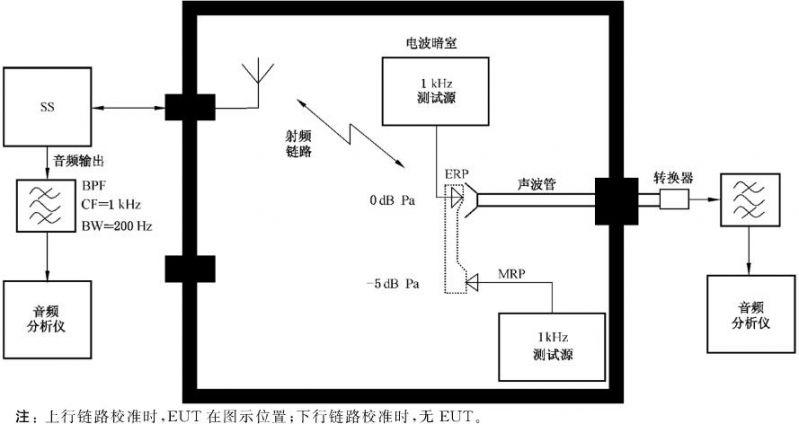 电波暗室
1 kHz
测试源
SS
射频
链路
音频输出
BPF
CF=1 kHz
BW=200 Hz
ERP
声波管
转换器
0 dB Pa
-5 dB Pa
MRP
音频
分析仪
1kHz
测试源
音频
分析仪
注：上行链路校准时，EUT 在图示位置；下行链路校准时，无 EUT。